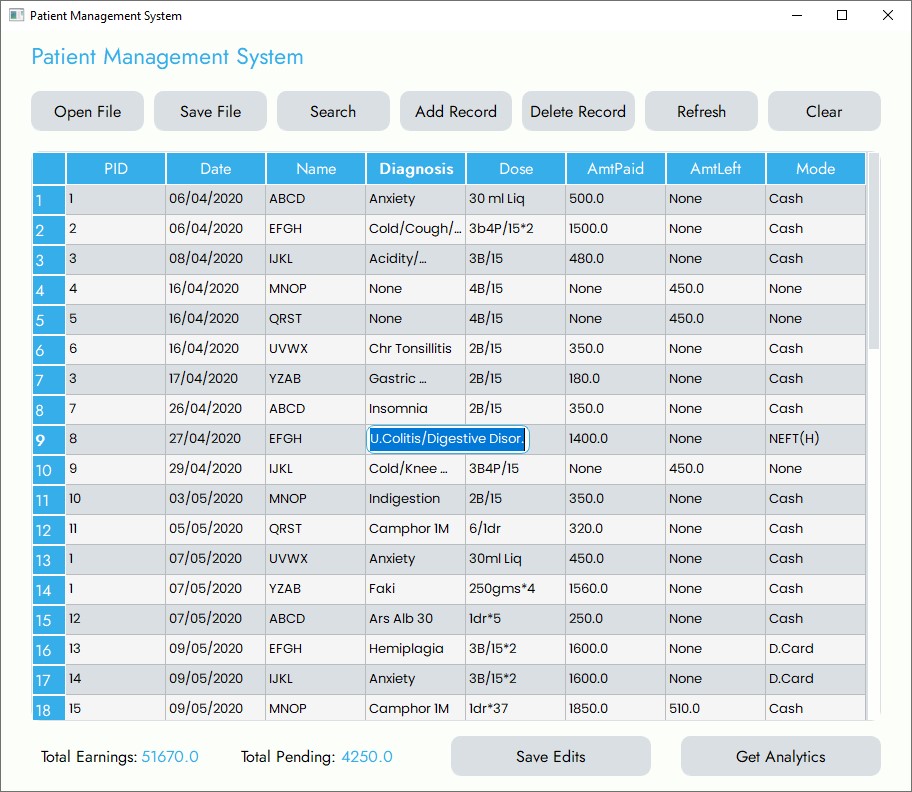 Patient Management System
Patient Management System
Open File Save File Search Add Record Delete Record Refresh Clear
PID Date Name Diagnosis Dose AmtPaid AmtLeft Mode
1 1 06/04/2020 ABCD Anxiety 30 ml Liq 500.0 None Cash
2 2 06/04/2020 EFGH Cold/Cough/... 3b4P/15*2 1500.0 None Cash
3 3 08/04/2020 IJKL Acidity/... 3B/15 480.0 None Cash
4 4 16/04/2020 MNOP None 4B/15 None 450.0 None
5 5 16/04/2020 QRST None 4B/15 None 450.0 None
6 6 16/04/2020 UVWX Chr Tonsillitis 2B/15 350.0 None Cash
7 3 17/04/2020 YZAB Gastric ... 2B/15 180.0 None Cash
8 7 26/04/2020 ABCD Insomnia 2B/15 350.0 None Cash
9 8 27/04/2020 EFGH U.Colitis/Digestive Disor. 1400.0 None NEFT(H)
10 9 29/04/2020 IJKL Cold/Knee ... 3B4P/15 None 450.0 None
11 10 03/05/2020 MNOP Indigestion 2B/15 350.0 None Cash
12 11 05/05/2020 QRST Camphor 1M 6/1dr 320.0 None Cash
13 1 07/05/2020 UVWX Anxiety 30ml Liq 450.0 None Cash
14 1 07/05/2020 YZAB Faki 250gms*4 1560.0 None Cash
15 12 07/05/2020 ABCD Ars Alb 30 1dr*5 250.0 None Cash
16 13 09/05/2020 EFGH Hemiplagia 3B/15*2 1600.0 None D.Card
17 14 09/05/2020 IJKL Anxiety 3B/15*2 1600.0 None D.Card
18 15 09/05/2020 MNOP Camphor 1M 1dr*37 1850.0 510.0 Cash
Total Earnings: 51670.0 Total Pending: 4250.0 Save Edits Get Analytics